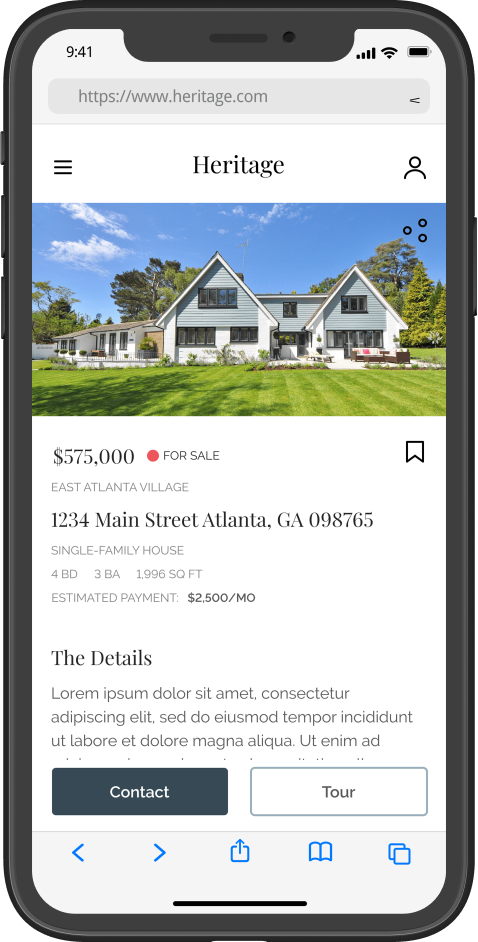 9:41
https://www.heritage.com
Heritage
$575,000 FOR SALE
EAST ATLANTA VILLAGE
1234 Main Street Atlanta, GA 098765
SINGLE-FAMILY HOUSE
4 BD 3 BA 1,996 SQ FT
ESTIMATED PAYMENT: $2,500/MO
The Details
Lorem ipsum dolor sit amet, consectetur
adipiscing elit, sed do eiusmod tempor incididunt
ut labore et dolore magna aliqua. Ut enim ad
Contact Tour